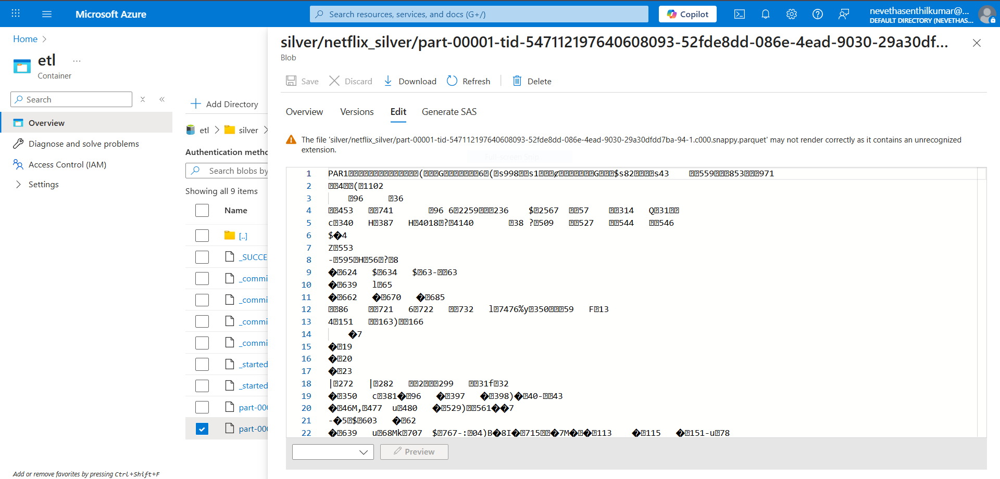 Microsoft Azure
Search resources, services, and docs (G+/)
Copilot
nevethasenthilkumar@...
DEFAULT DIRECTORY (NEVETHAS...
Home
etl
...
Container
Search
Overview
Diagnose and solve problems
Access Control (IAM)
Settings
Add or remove favorites by pressing Ctrl+Shift+F
Add Directory
etl > silver >
Authentication metho
Search blobs by
Showing all 9 items
Name
[..]
_SUCCE
_commi
_commi
_commi
_commi
_started
_started
part-000
part-000
silver/netflix_silver/part-00001-tid-547112197640608093-52fde8dd-086e-4ead-9030-29a30df...
Blob
Save Discard Download Refresh Delete
Overview Versions Edit Generate SAS
The file 'silver/netflix_silver/part-00001-tid-547112197640608093-52fde8dd-086e-4ead-9030-29a30dfdd7ba-94-1.c000.snappy.parquet' may not render correctly as it contains an unrecognized
extension.
Full-screen Snip
1 PAR1 ( G 6 ( s998 s1 G $s82 s43 559 853 971
2 4 ( 1102
3 96 36
4 453 741 96 6 2259 236 $ 2567 57 314 Q 31
5 c 340 H 387 H 4018 ? 4140 38 ? 509 527 544 546
6 $�4
7 Z 553
8 - 595 H 56 ? 8
9 � 624 $ 634 $ 63- 63
10 � 639 l 65
11 � 662 � 670 � 685
12 86 721 6 722 732 l 7476%y 350 59 F 13
13 4 151 163) 166
14 �7
15 � 19
16 � 20
17 � 23
18 | 272 | 282 2 299 31f 32
19 � 350 c 381� 96 � 397 � 398)� 40- 43
20 � 46M, 477 u 480 � 529) 561��7
21 -�5 $ 603 � 62
22 � 639 u 68Mk 707 $ 767-: 04)B�8I� 715 �7M� � 113 � 115 � 151-u 78
Preview